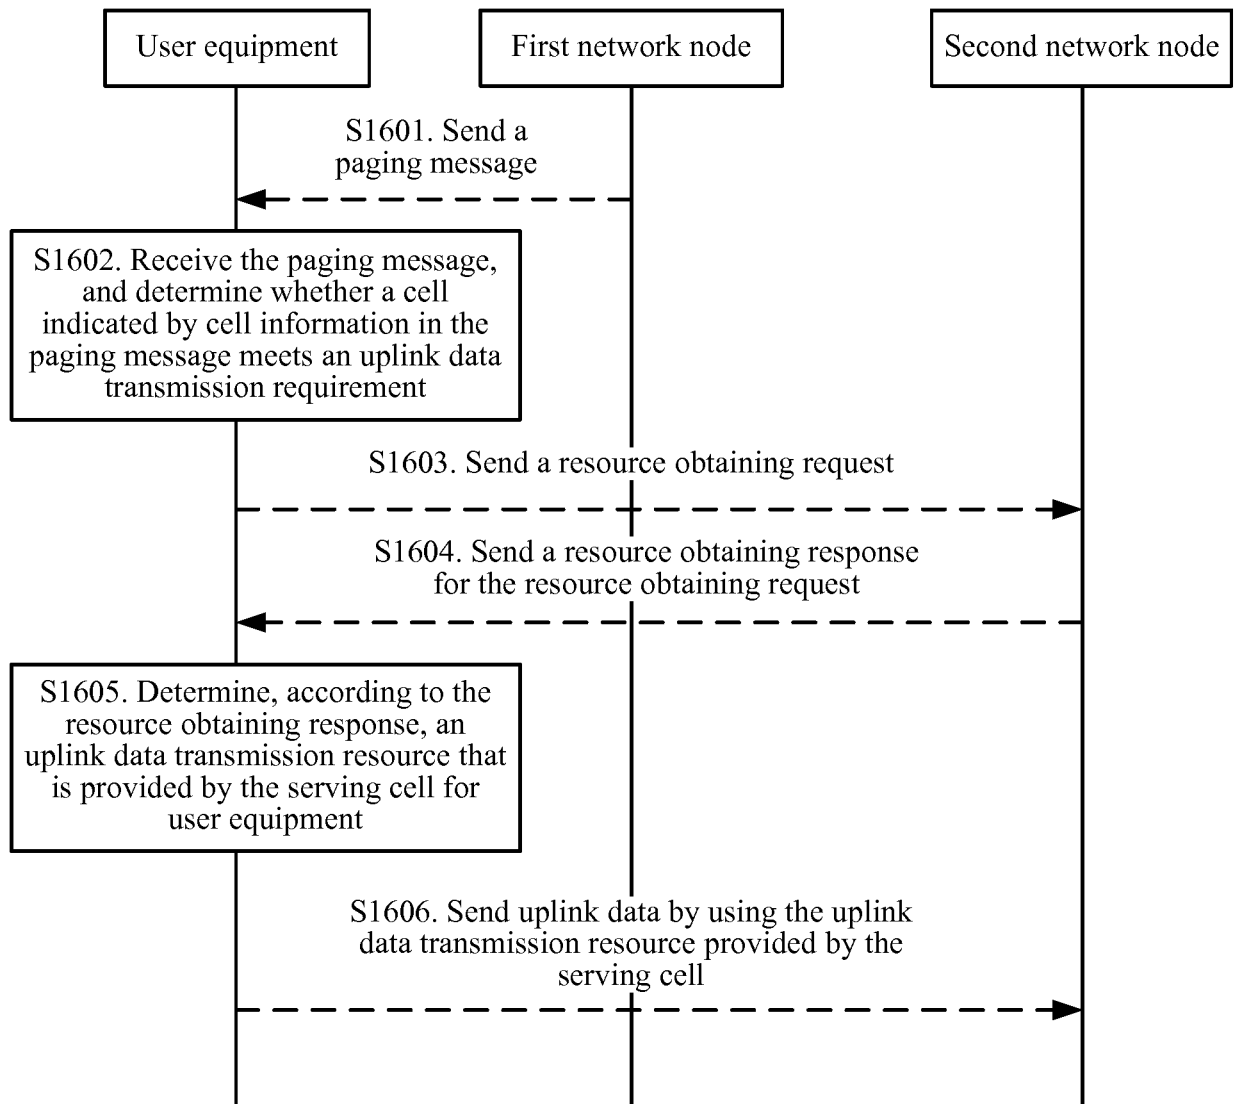 User equipment
First network node
Second network node
S1601. Send a
paging message
S1602. Receive the paging message,
and determine whether a cell
indicated by cell information in the
paging message meets an uplink data
transmission requirement
S1603. Send a resource obtaining request
S1604. Send a resource obtaining response
for the resource obtaining request
S1605. Determine, according to the
resource obtaining response, an
uplink data transmission resource that
is provided by the serving cell for
user equipment
S1606. Send uplink data by using the uplink
data transmission resource provided by the
serving cell